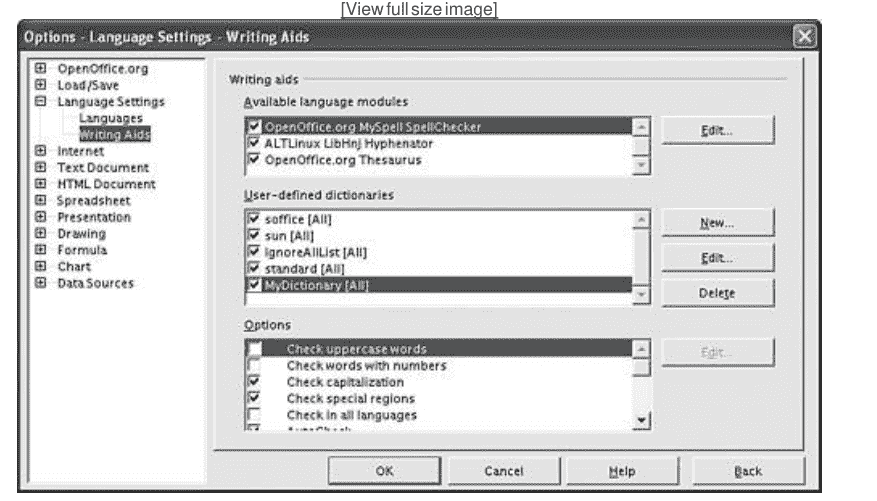 [View full size image]
Options - Language Settings - Writing Aids
OpenOffice.org
Load/Save
Language Settings
Languages
Writing Aids
Internet
Text Document
HTML Document
Spreadsheet
Presentation
Drawing
Formula
Chart
Data Sources
Writing aids
Available language modules
OpenOffice.org MySpell SpellChecker
ALTLinux LibHnj Hyphenator
OpenOffice.org Thesaurus
Edit...
User-defined dictionaries
soffice [All]
sun [All]
IgnoreAllList [All]
standard [All]
MyDictionary [All]
New...
Edit...
Delete
Options
Check uppercase words
Check words with numbers
Check capitalization
Check special regions
Check in all languages
AutoCheck
Edit...
OK
Cancel
Help
Back